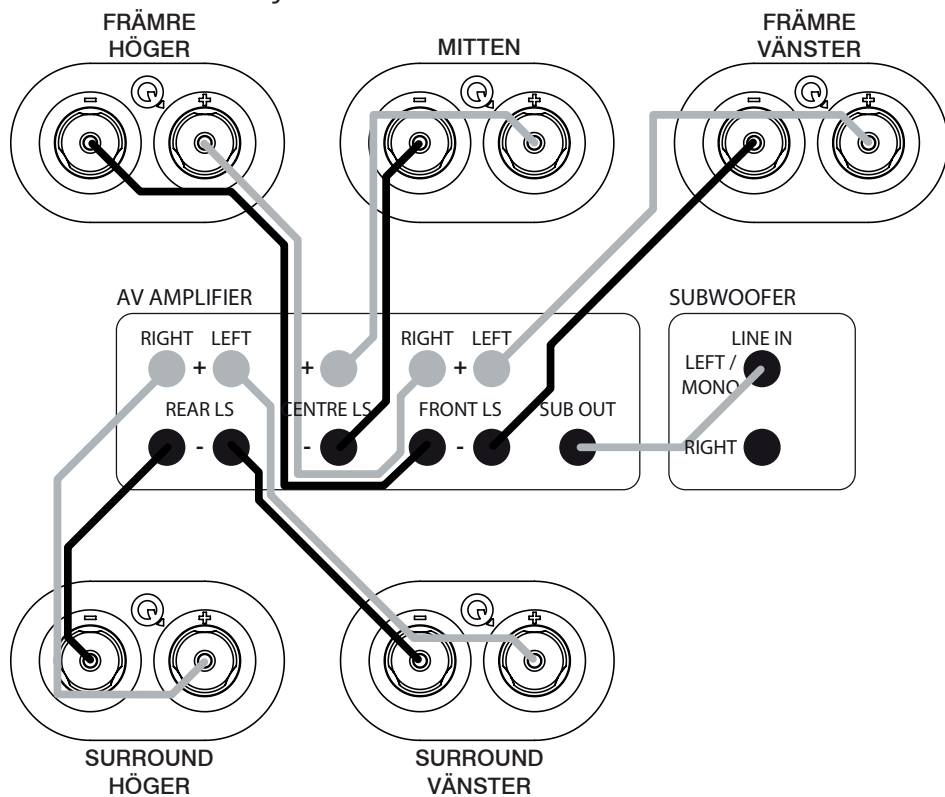 FRÄMRE
HÖGER
MITTEN
FRÄMRE
VÄNSTER
- +
- +
- +
AV AMPLIFIER
SUBWOOFER
RIGHT LEFT
RIGHT LEFT
LINE IN
+
+
+
LEFT /
MONO
REAR LS
CENTRE LS
FRONT LS
SUB OUT
-
-
-
RIGHT
- +
- +
SURROUND
HÖGER
SURROUND
VÄNSTER